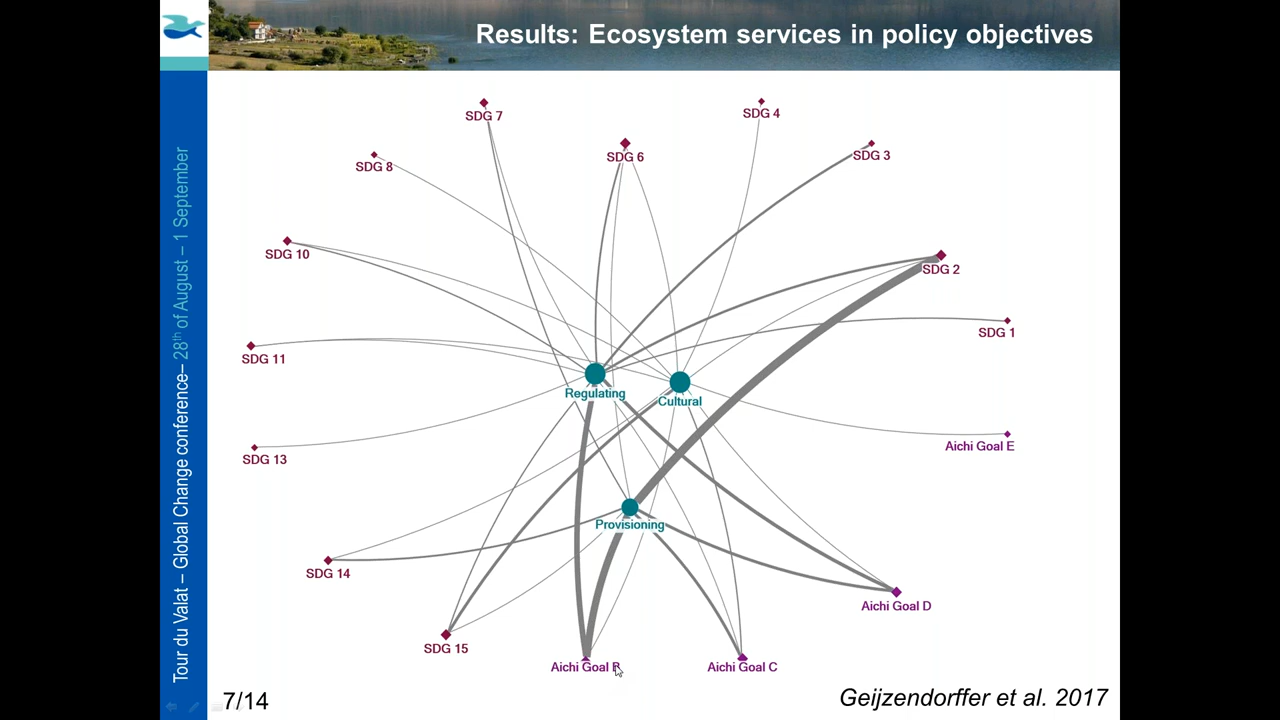 Results: Ecosystem services in policy objectives
Tour du Valat – Global Change conference– 28th of August – 1 September
SDG 7
SDG 4
SDG 6
SDG 3
SDG 8
SDG 10
SDG 2
SDG 1
SDG 11
Regulating
Cultural
Aichi Goal E
SDG 13
Provisioning
SDG 14
Aichi Goal D
SDG 15
Aichi Goal
Aichi Goal C
7/14
Geijzendorffer et al. 2017